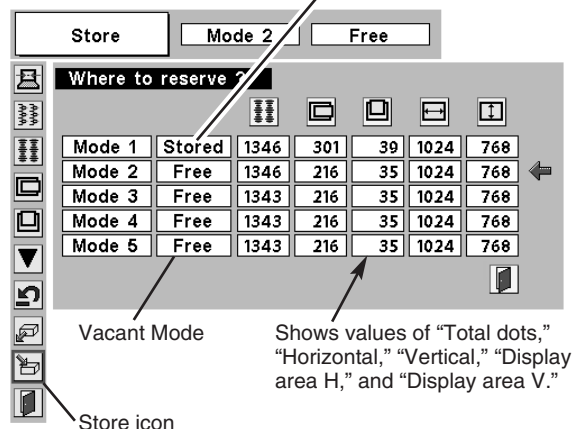 Store Mode 2 Free
Where to reserve ?
Mode 1 Stored 1346 301 39 1024 768
Mode 2 Free 1346 216 35 1024 768
Mode 3 Free 1343 216 35 1024 768
Mode 4 Free 1343 216 35 1024 768
Mode 5 Free 1343 216 35 1024 768
Vacant Mode
Shows values of “Total dots,”
“Horizontal,” “Vertical,” “Display
area H,” and “Display area V.”
Store icon